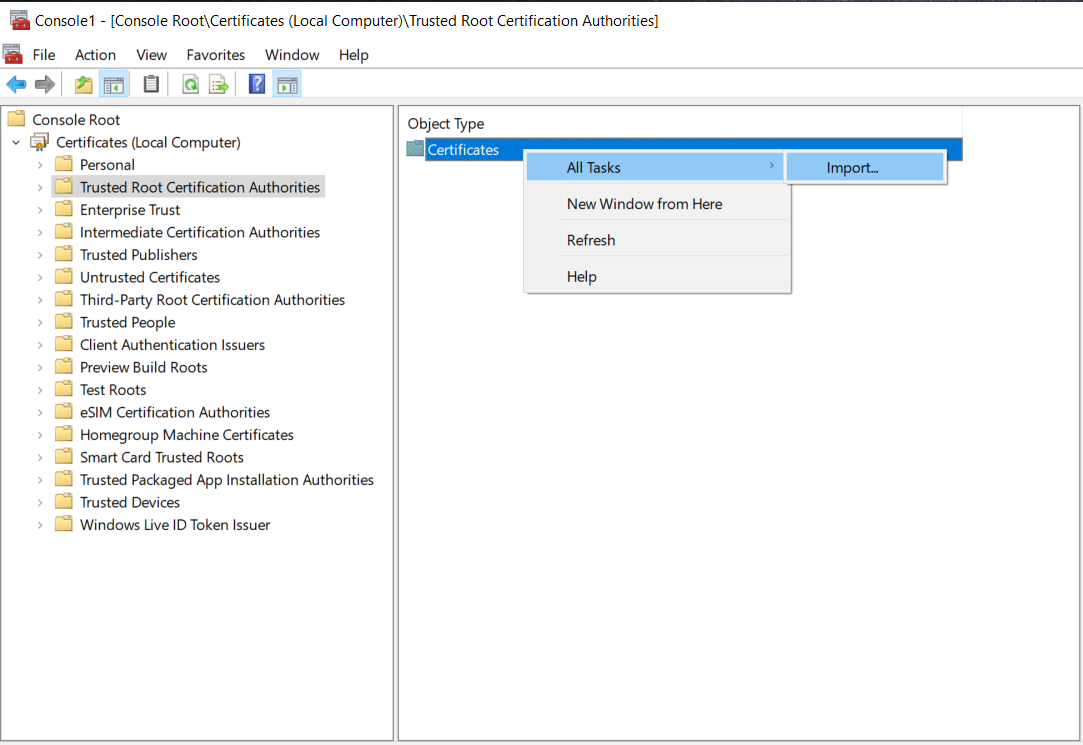 Console1 - [Console Root\Certificates (Local Computer)\Trusted Root Certification Authorities]
File Action View Favorites Window Help
Console Root
Certificates (Local Computer)
Personal
Trusted Root Certification Authorities
Enterprise Trust
Intermediate Certification Authorities
Trusted Publishers
Untrusted Certificates
Third-Party Root Certification Authorities
Trusted People
Client Authentication Issuers
Preview Build Roots
Test Roots
eSIM Certification Authorities
Homegroup Machine Certificates
Smart Card Trusted Roots
Trusted Packaged App Installation Authorities
Trusted Devices
Windows Live ID Token Issuer
Object Type
Certificates
All Tasks
Import...
New Window from Here
Refresh
Help